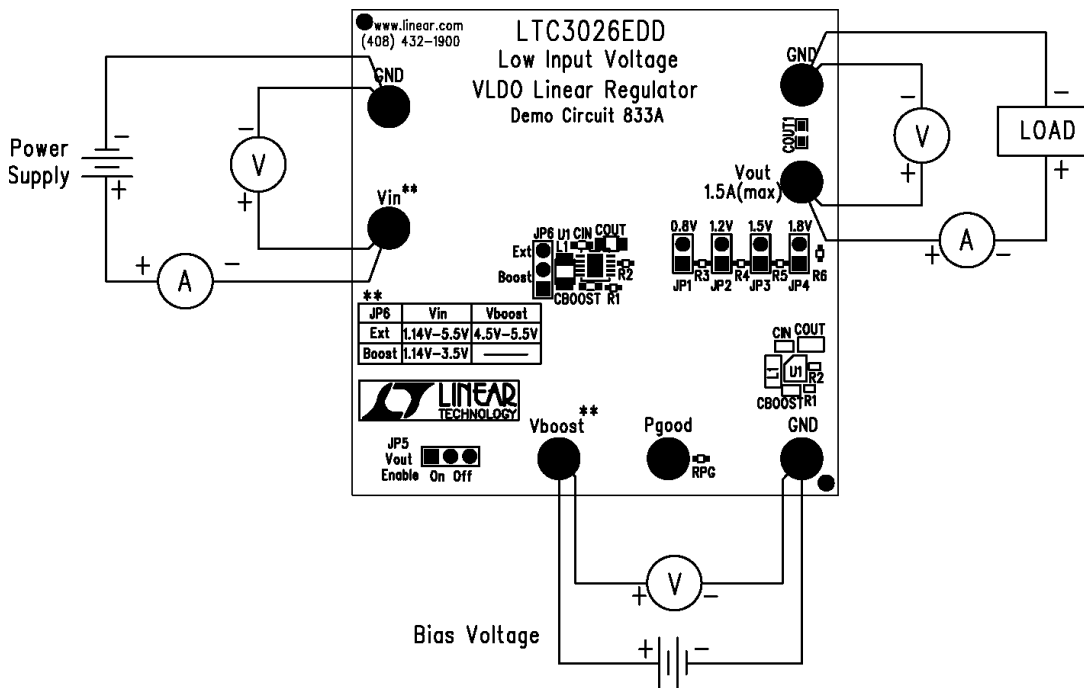 www.linear.com
(408) 432-1900
LTC3026EDD
Low Input Voltage
VLDO Linear Regulator
Demo Circuit 833A
GND
GND
Power
Supply
-
+
V
-
+
Vin**
A
+
-
COUT1
Vout
1.5A(max)
V
-
+
LOAD
-
+
A
+
-
JP6
U1
CIN
COUT
L1
Ext
Boost
R2
CBOOST
R1
0.8V
1.2V
1.5V
1.8V
R3
R4
R5
R6
JP1
JP2
JP3
JP4
**
JP6 Vin Vboost
Ext 1.14V-5.5V 4.5V-5.5V
Boost 1.14V-3.5V ——
CIN
COUT
L1
U1
R2
R1
CBOOST
LINEAR
TECHNOLOGY
JP5
Vout
Enable
On Off
Vboost**
Pgood
RPG
GND
V
+
-
Bias Voltage
+
-